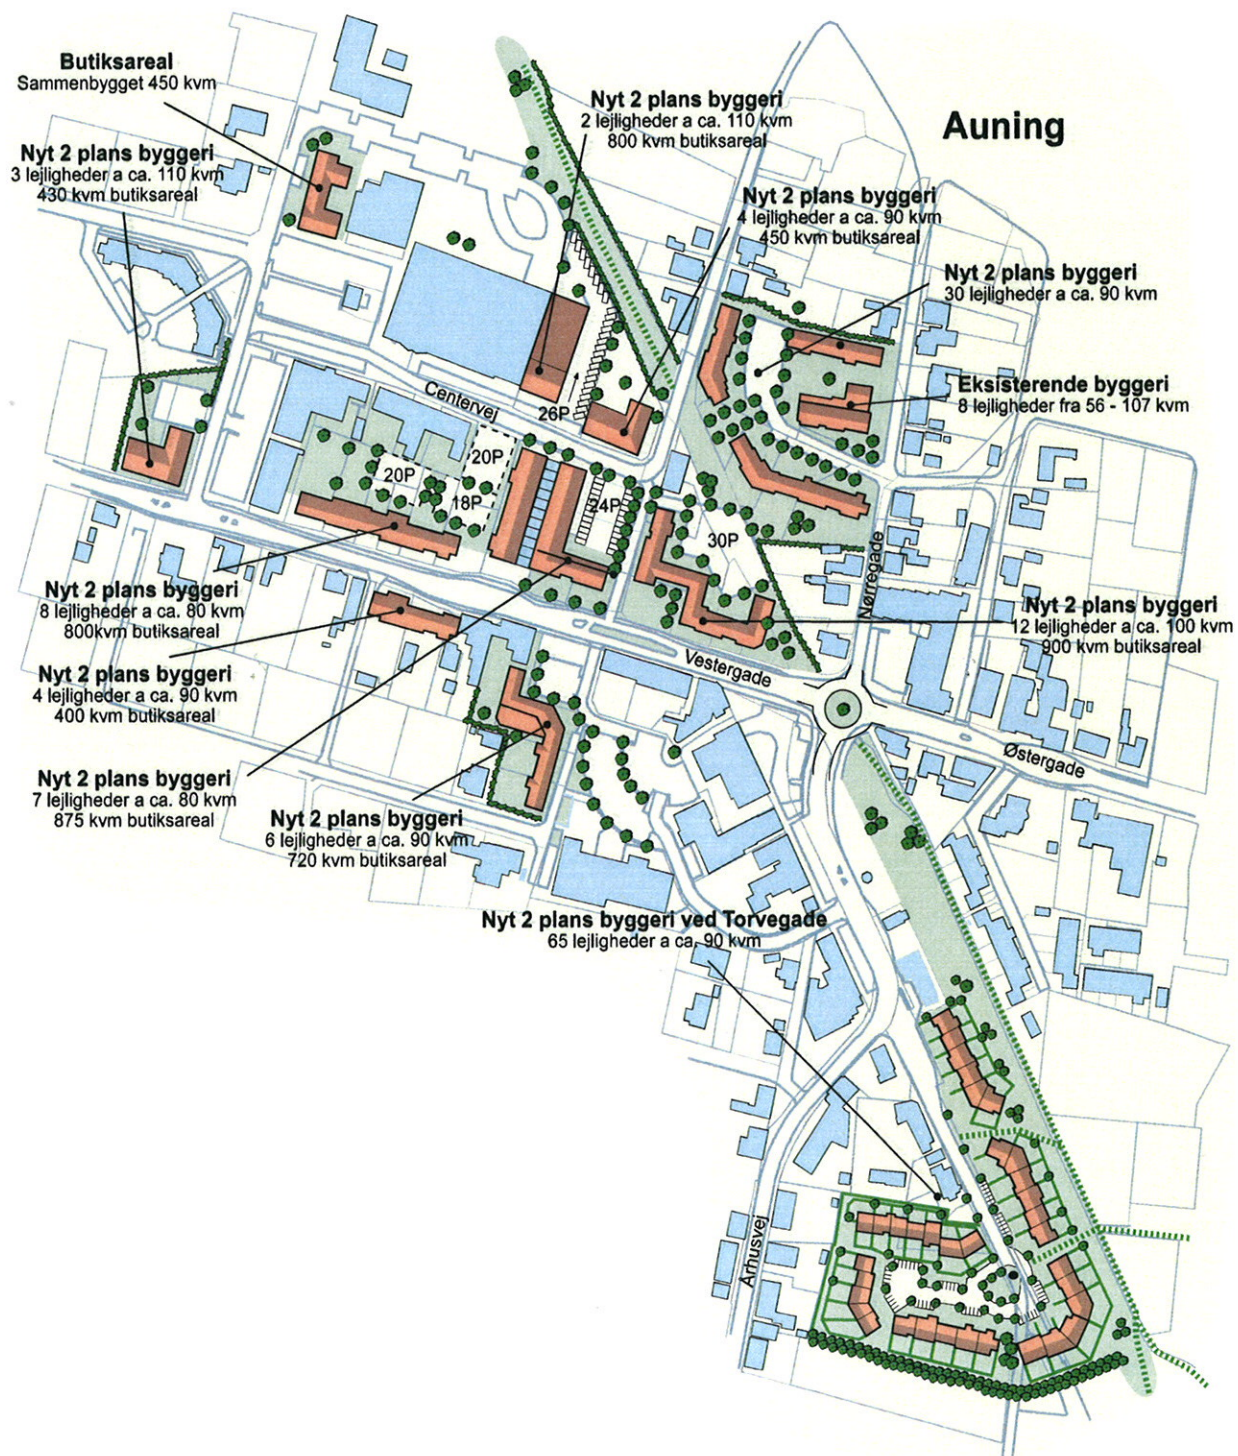 Auning
Butiksareal
Sammenbygget 450 kvm
Nyt 2 plans byggeri
3 lejligheder a ca. 110 kvm
430 kvm butiksareal
Nyt 2 plans byggeri
2 lejligheder a ca. 110 kvm
800 kvm butiksareal
Nyt 2 plans byggeri
4 lejligheder a ca. 90 kvm
450 kvm butiksareal
Nyt 2 plans byggeri
30 lejligheder a ca. 90 kvm
Eksisterende byggeri
8 lejligheder fra 56 - 107 kvm
Centervej
26P
20P
20P
18P
24P
30P
Nørregade
Nyt 2 plans byggeri
8 lejligheder a ca. 80 kvm
800kvm butiksareal
Nyt 2 plans byggeri
12 lejligheder a ca. 100 kvm
900 kvm butiksareal
Vestergade
Nyt 2 plans byggeri
4 lejligheder a ca. 90 kvm
400 kvm butiksareal
Østergade
Nyt 2 plans byggeri
7 lejligheder a ca. 80 kvm
875 kvm butiksareal
Nyt 2 plans byggeri
6 lejligheder a ca. 90 kvm
720 kvm butiksareal
Nyt 2 plans byggeri ved Torvegade
65 lejligheder a ca. 90 kvm
Århusvej